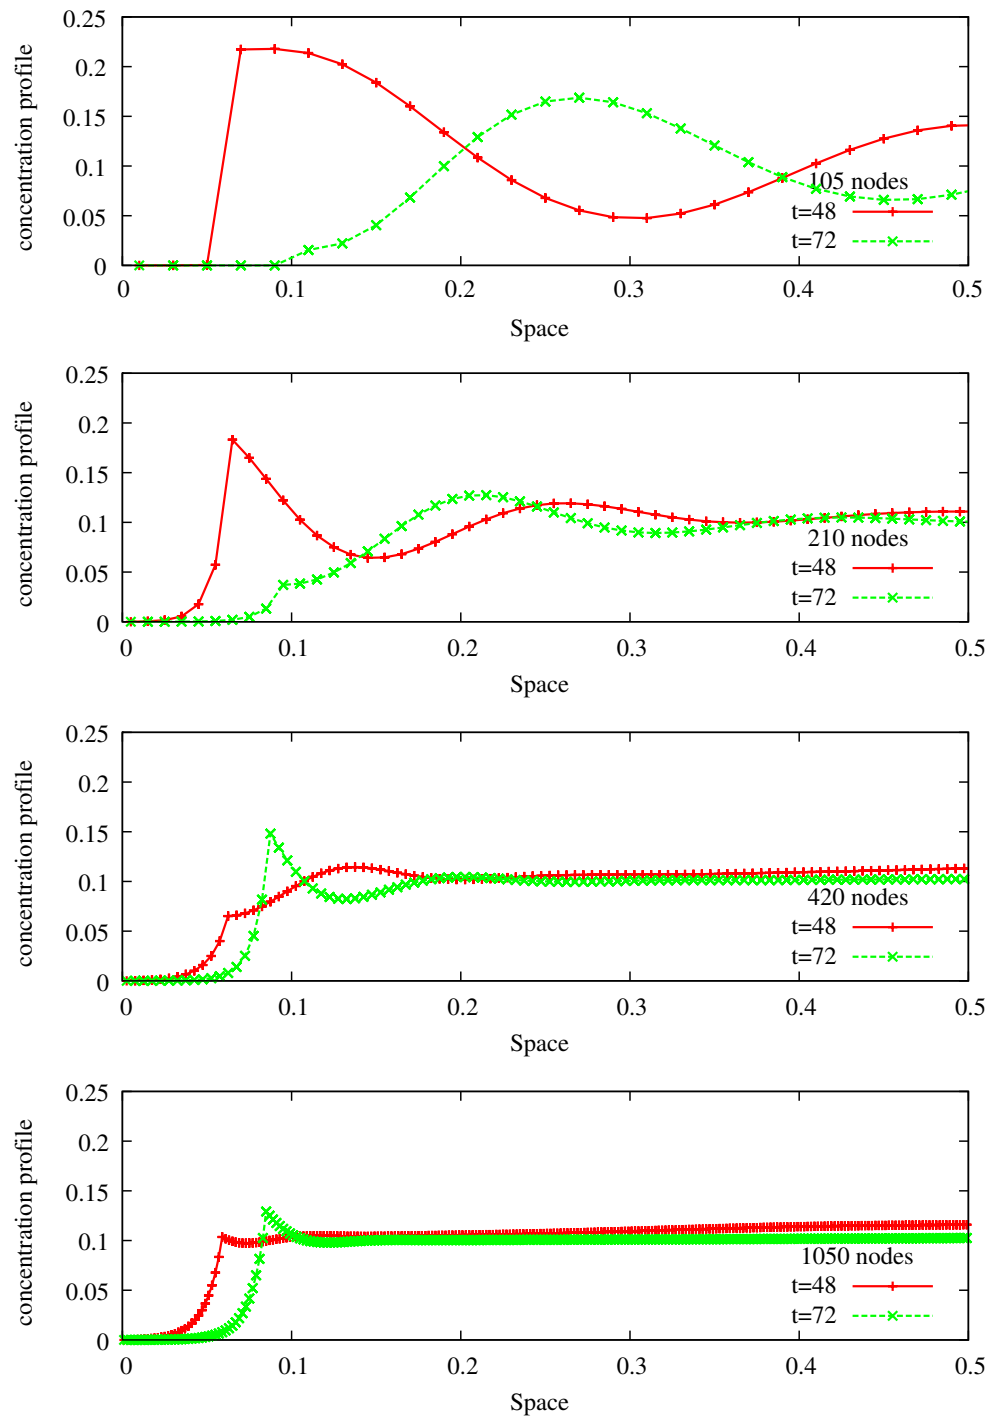 concentration profile
0.25
0.2
0.15
0.1
0.05
0
105 nodes
t=48
t=72
0 0.1 0.2 0.3 0.4 0.5
Space
concentration profile
0.25
0.2
0.15
0.1
0.05
0
210 nodes
t=48
t=72
0 0.1 0.2 0.3 0.4 0.5
Space
concentration profile
0.25
0.2
0.15
0.1
0.05
0
420 nodes
t=48
t=72
0 0.1 0.2 0.3 0.4 0.5
Space
concentration profile
0.25
0.2
0.15
0.1
0.05
0
1050 nodes
t=48
t=72
0 0.1 0.2 0.3 0.4 0.5
Space